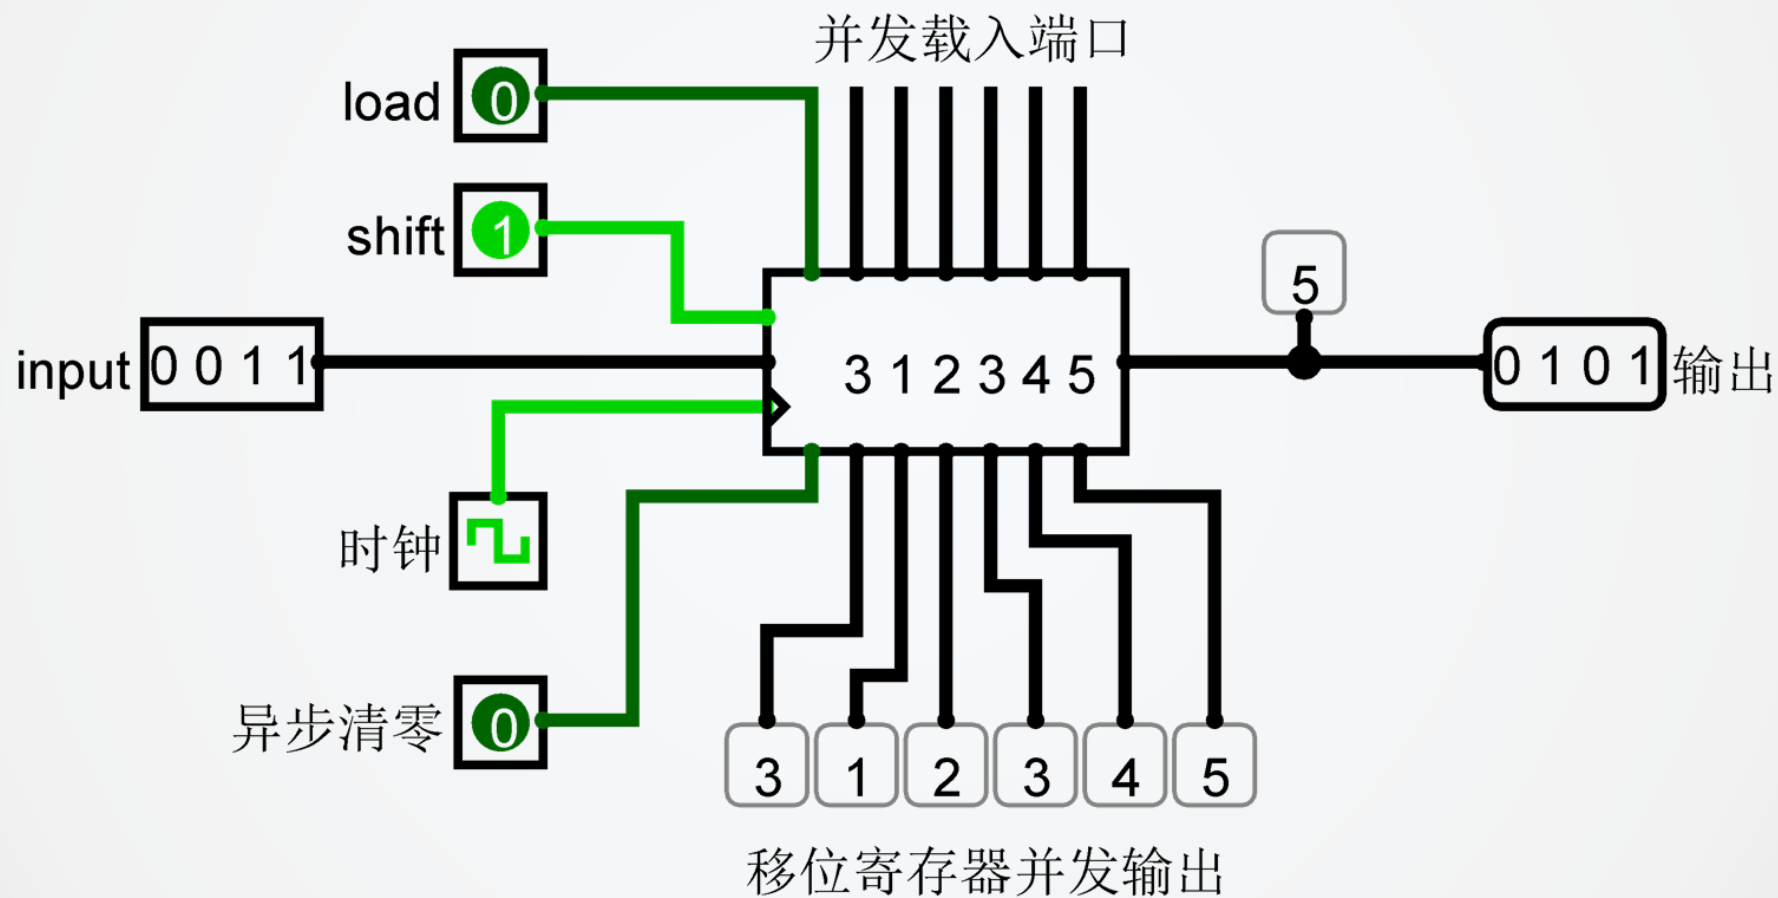 并发载入端口
load 0
shift 1
5
input 0 0 1 1
3 1 2 3 4 5
0 1 0 1 输出
时钟
异步清零 0
3 1 2 3 4 5
移位寄存器并发输出